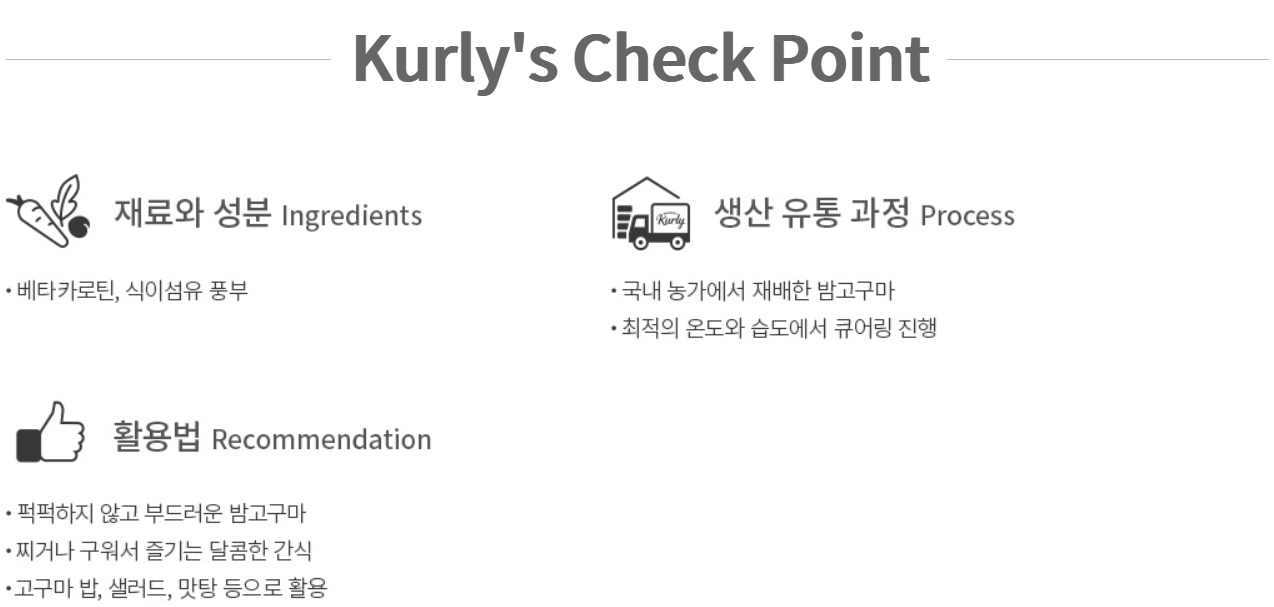 Kurly's Check Point
재료와 성분 Ingredients
• 베타카로틴, 식이섬유 풍부
Kurly
생산 유통 과정 Process
• 국내 농가에서 재배한 밤고구마
• 최적의 온도와 습도에서 큐어링 진행
활용법 Recommendation
• 퍽퍽하지 않고 부드러운 밤고구마
• 찌거나 구워서 즐기는 달콤한 간식
• 고구마 밥, 샐러드, 맛탕 등으로 활용